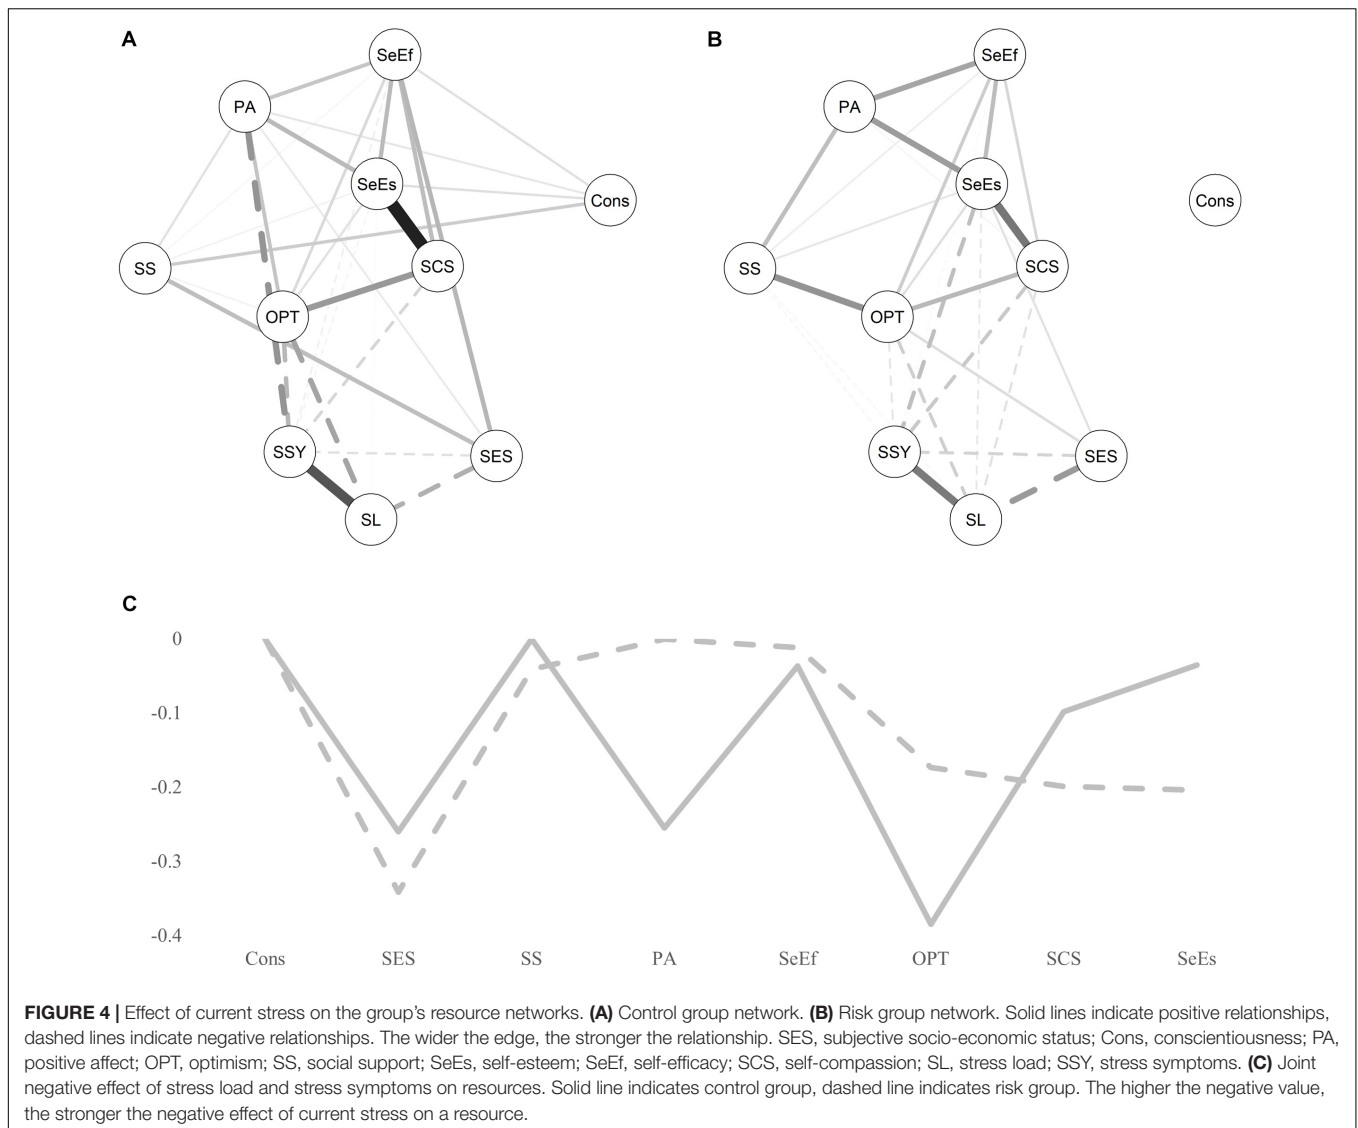 A
B
SeEf
PA
SeEs
Cons
SS
SCS
OPT
SSY
SES
SL
SeEf
PA
SeEs
Cons
SS
SCS
OPT
SSY
SES
SL
C
0
-0.1
-0.2
-0.3
-0.4
Cons SES SS PA SeEf OPT SCS SeEs
FIGURE 4 | Effect of current stress on the group's resource networks. (A) Control group network. (B) Risk group network. Solid lines indicate positive relationships,
dashed lines indicate negative relationships. The wider the edge, the stronger the relationship. SES, subjective socio-economic status; Cons, conscientiousness; PA,
positive affect; OPT, optimism; SS, social support; SeEs, self-esteem; SeEf, self-efficacy; SCS, self-compassion; SL, stress load; SSY, stress symptoms. (C) Joint
negative effect of stress load and stress symptoms on resources. Solid line indicates control group, dashed line indicates risk group. The higher the negative value,
the stronger the negative effect of current stress on a resource.